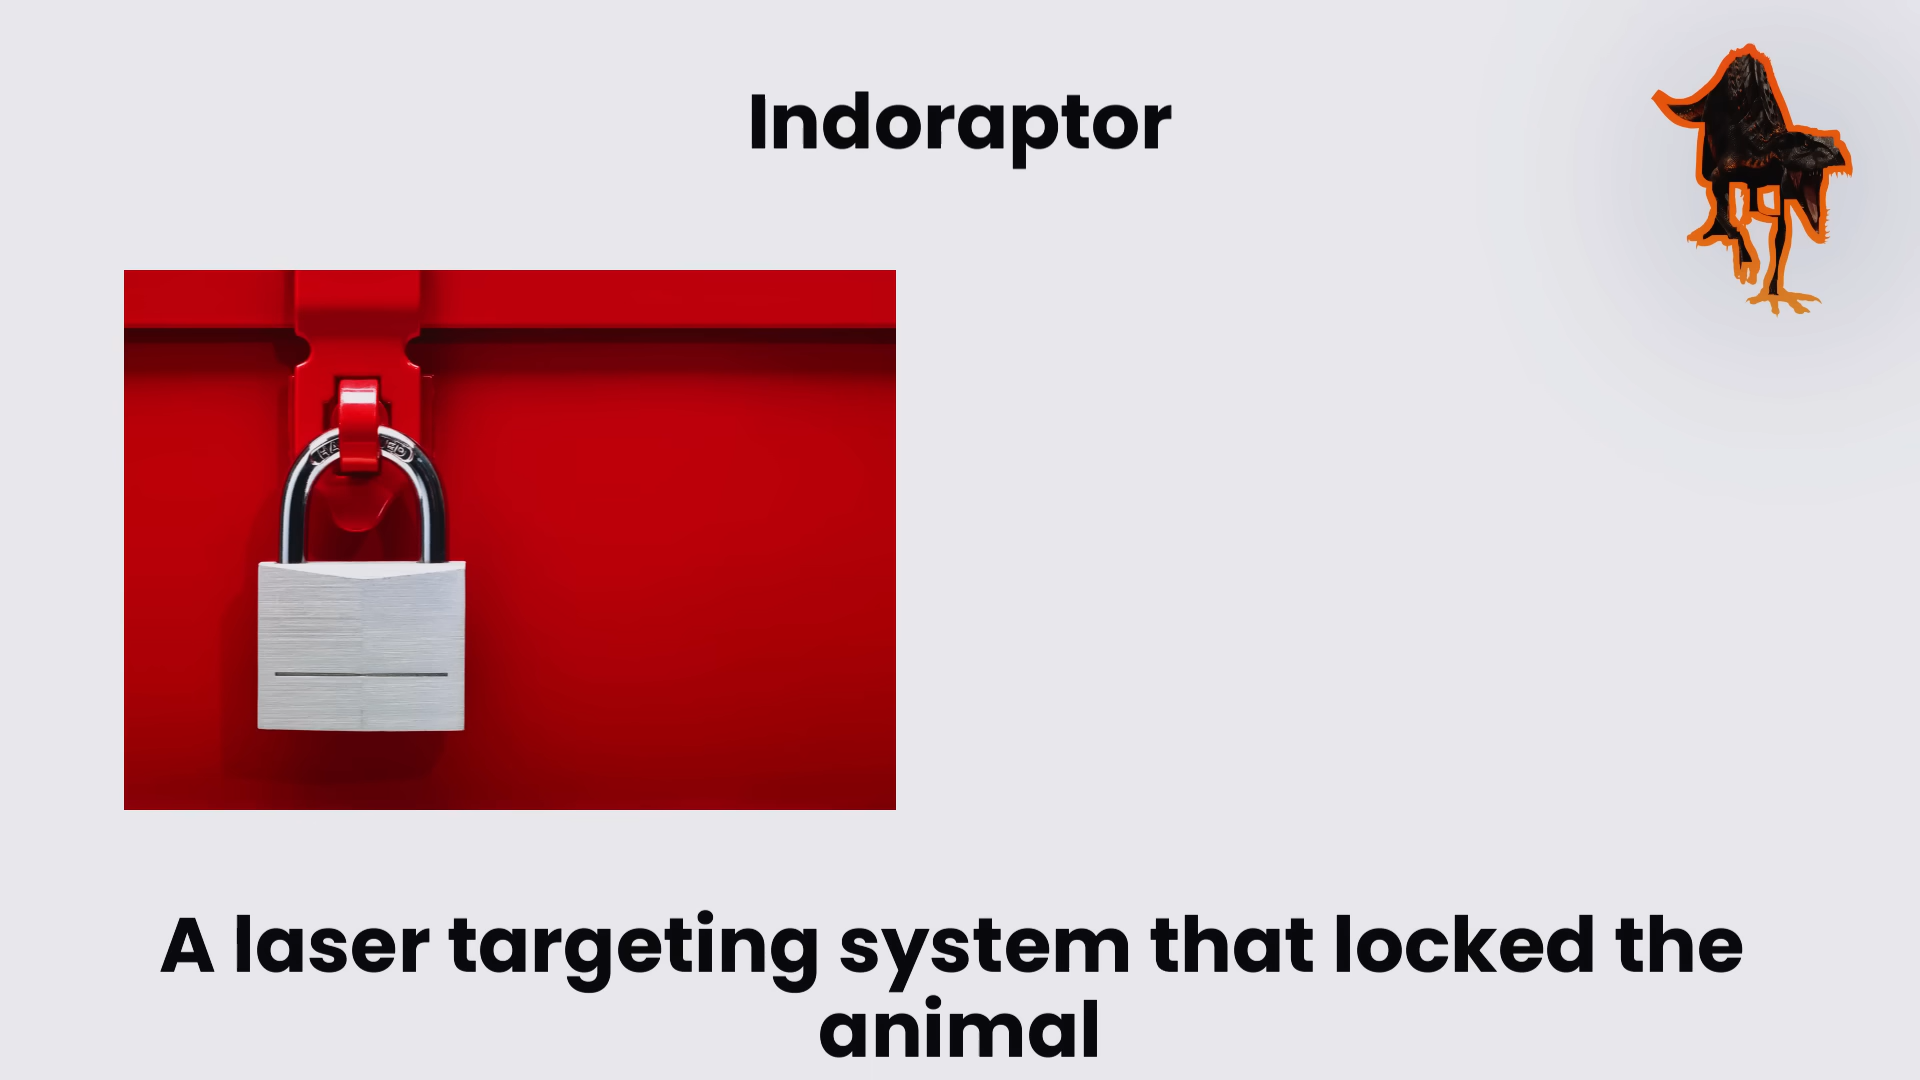 Indoraptor
A laser targeting system that locked the
animal